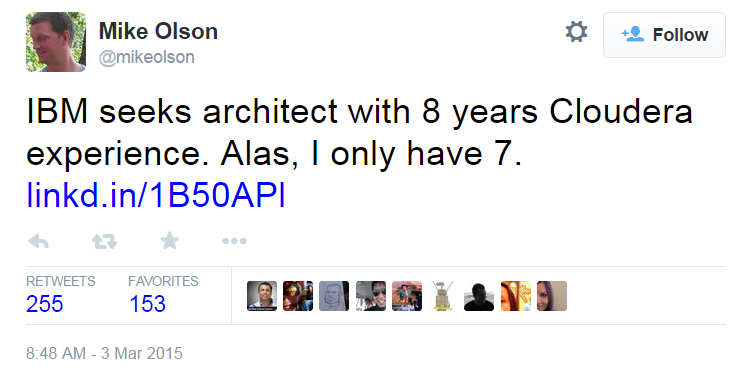 Mike Olson
@mikeolson
Follow
IBM seeks architect with 8 years Cloudera
experience. Alas, I only have 7.
linkd.in/1B50API
RETWEETS FAVORITES
255 153
8:48 AM - 3 Mar 2015